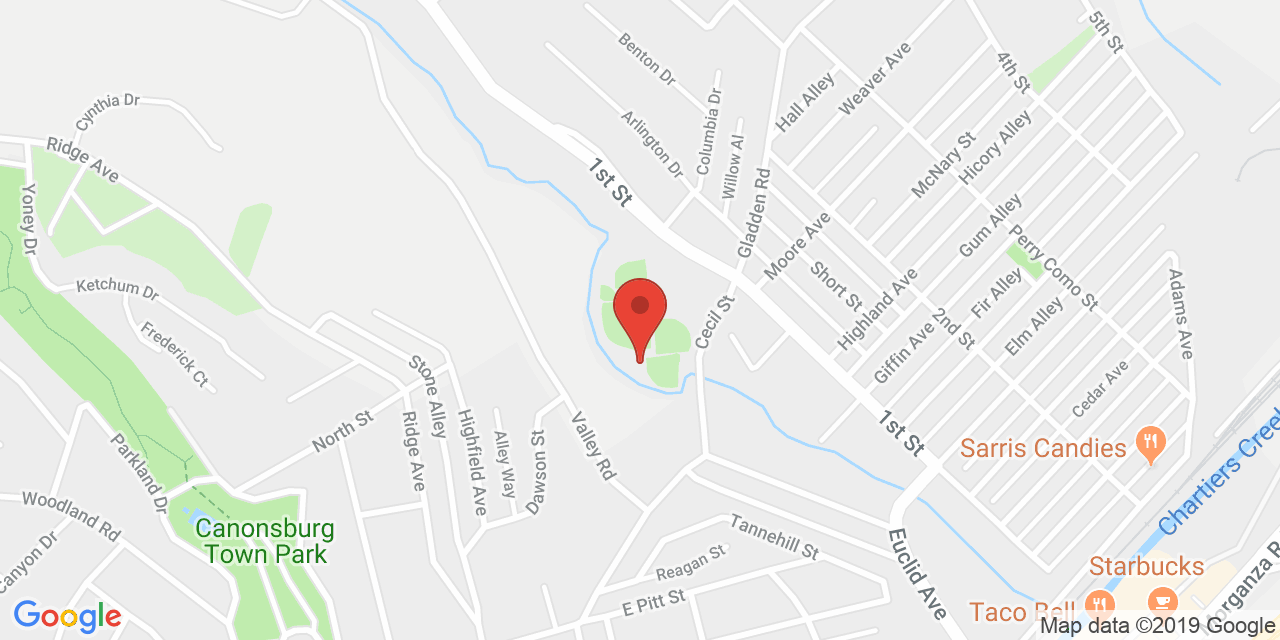 5th St
Benton Dr
4th St
Weaver Ave
Hall Alley
Cynthia Dr
Columbia Dr
Arlington Dr
Hicory Alley
Ridge Ave
McNary St
Willow Al
1st St
Yoney Dr
Gladden Rd
Gum Alley
Moore Ave
Perry Como St
Ketchum Dr
Short St
Fir Alley
Adams Ave
Highland Ave
2nd St
Elm Alley
Cecil St
Frederick Ct
Giffin Ave
Stone Alley
Cedar Ave
North St
Ridge Ave
Highfield Ave
Alley Way
Dawson St
Valley Rd
1st St
Sarris Candies
Parkland Dr
Chartiers Creek
Woodland Rd
Canonsburg
Town Park
Tannehill St
Canyon Dr
Reagan St
Euclid Ave
Starbucks
E Pitt St
Taco Bell
Google
Map data ©2019 Google